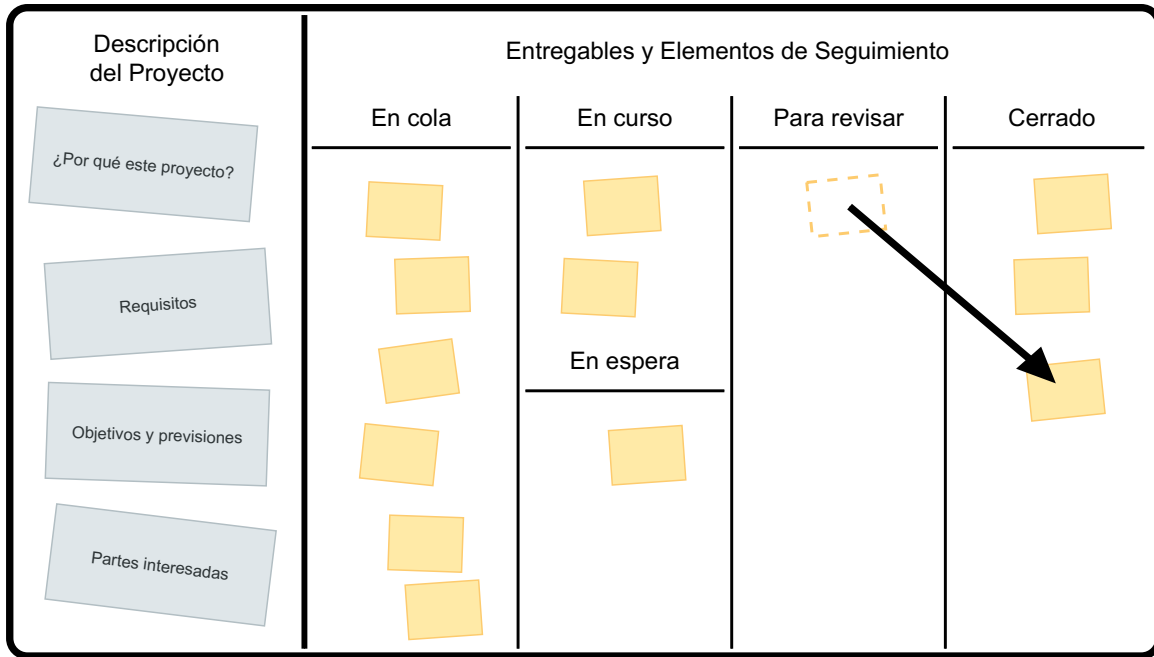 Descripción
del Proyecto
Entregables y Elementos de Seguimiento
¿Por qué este proyecto?
Requisitos
Objetivos y previsiones
Partes interesadas
En cola
En curso
En espera
Para revisar
Cerrado